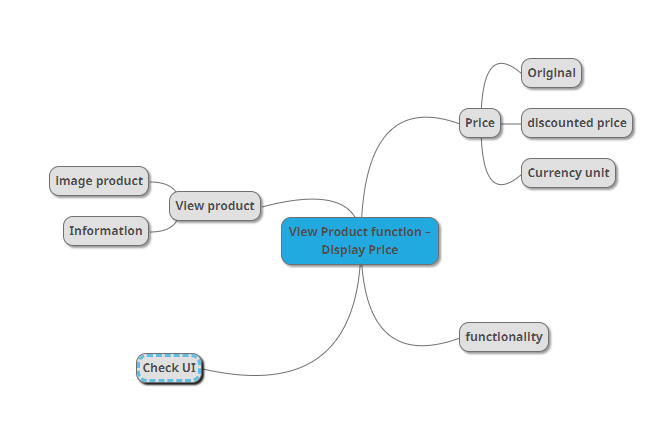 Original
Price
discounted price
Currency unit
image product
View product
Information
View Product function –
Display Price
functionality
Check UI